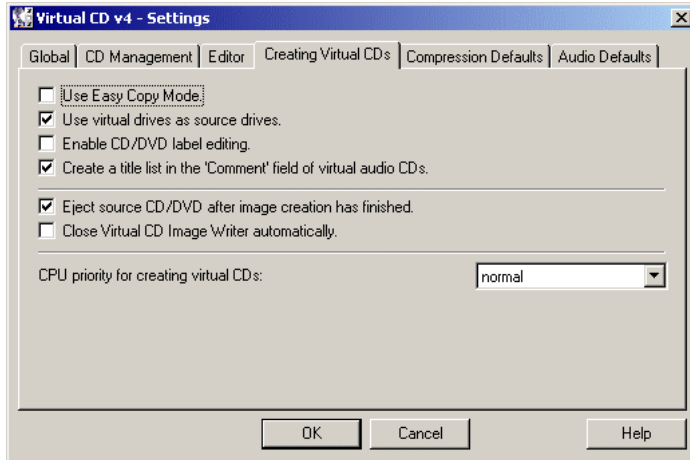 Virtual CD v4 - Settings
Global CD Management Editor Creating Virtual CDs Compression Defaults Audio Defaults
Use Easy Copy Mode.
Use virtual drives as source drives.
Enable CD/DVD label editing.
Create a title list in the 'Comment' field of virtual audio CDs.
Eject source CD/DVD after image creation has finished.
Close Virtual CD Image Writer automatically.
CPU priority for creating virtual CDs: normal
OK Cancel Help